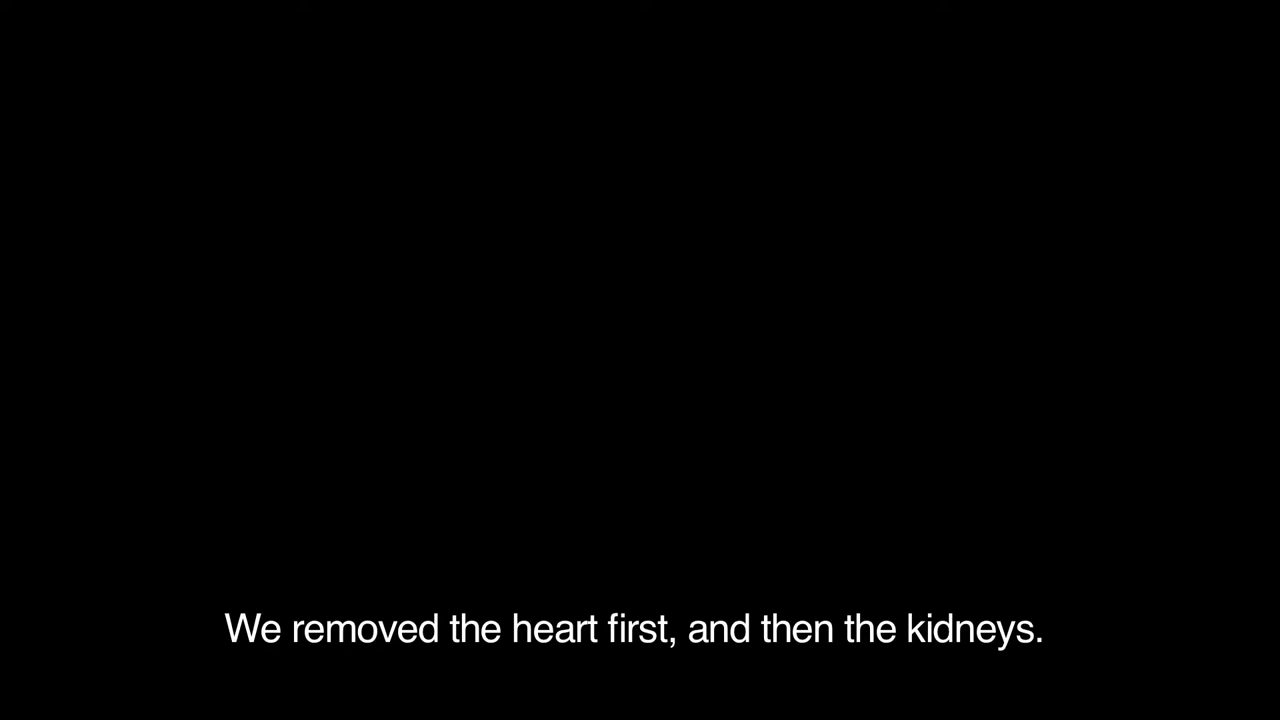 We removed the heart first, and then the kidneys.